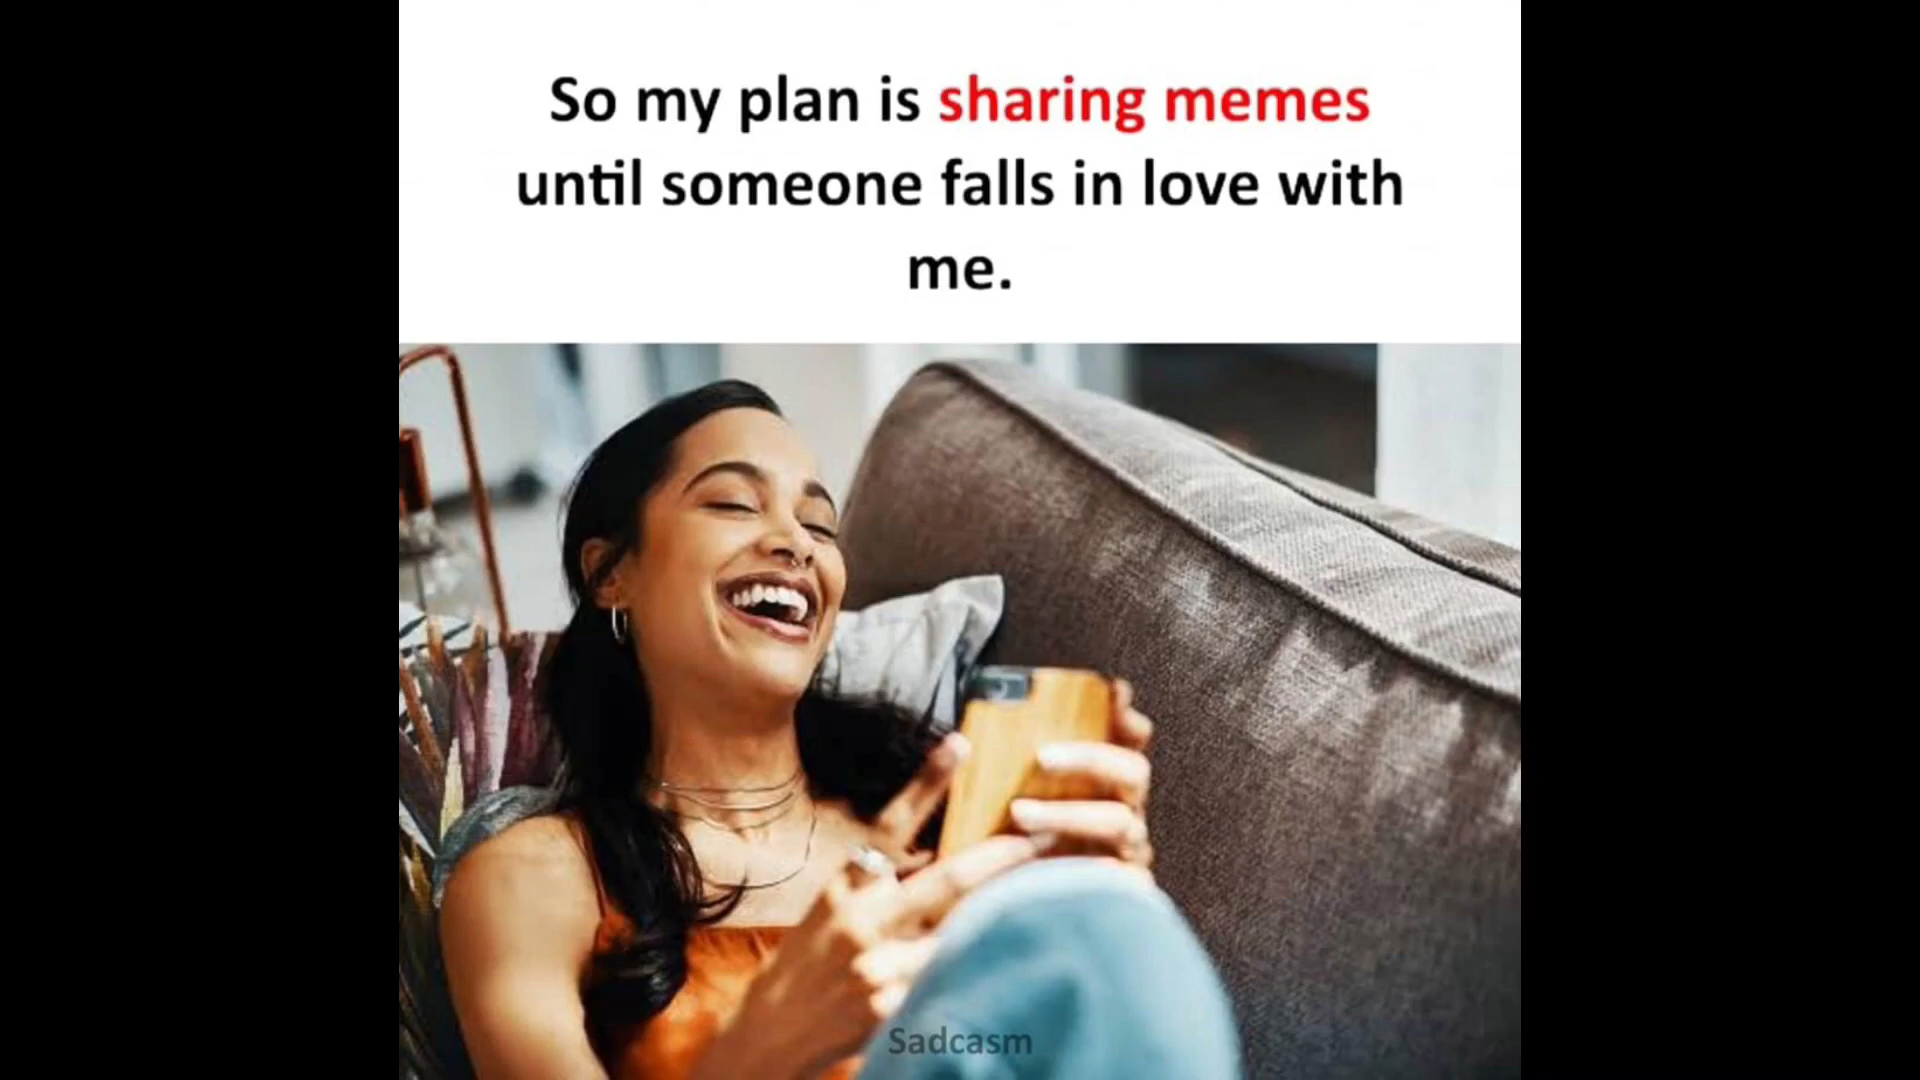 So my plan is sharing memes
until someone falls in love with
me.
Sadcasm